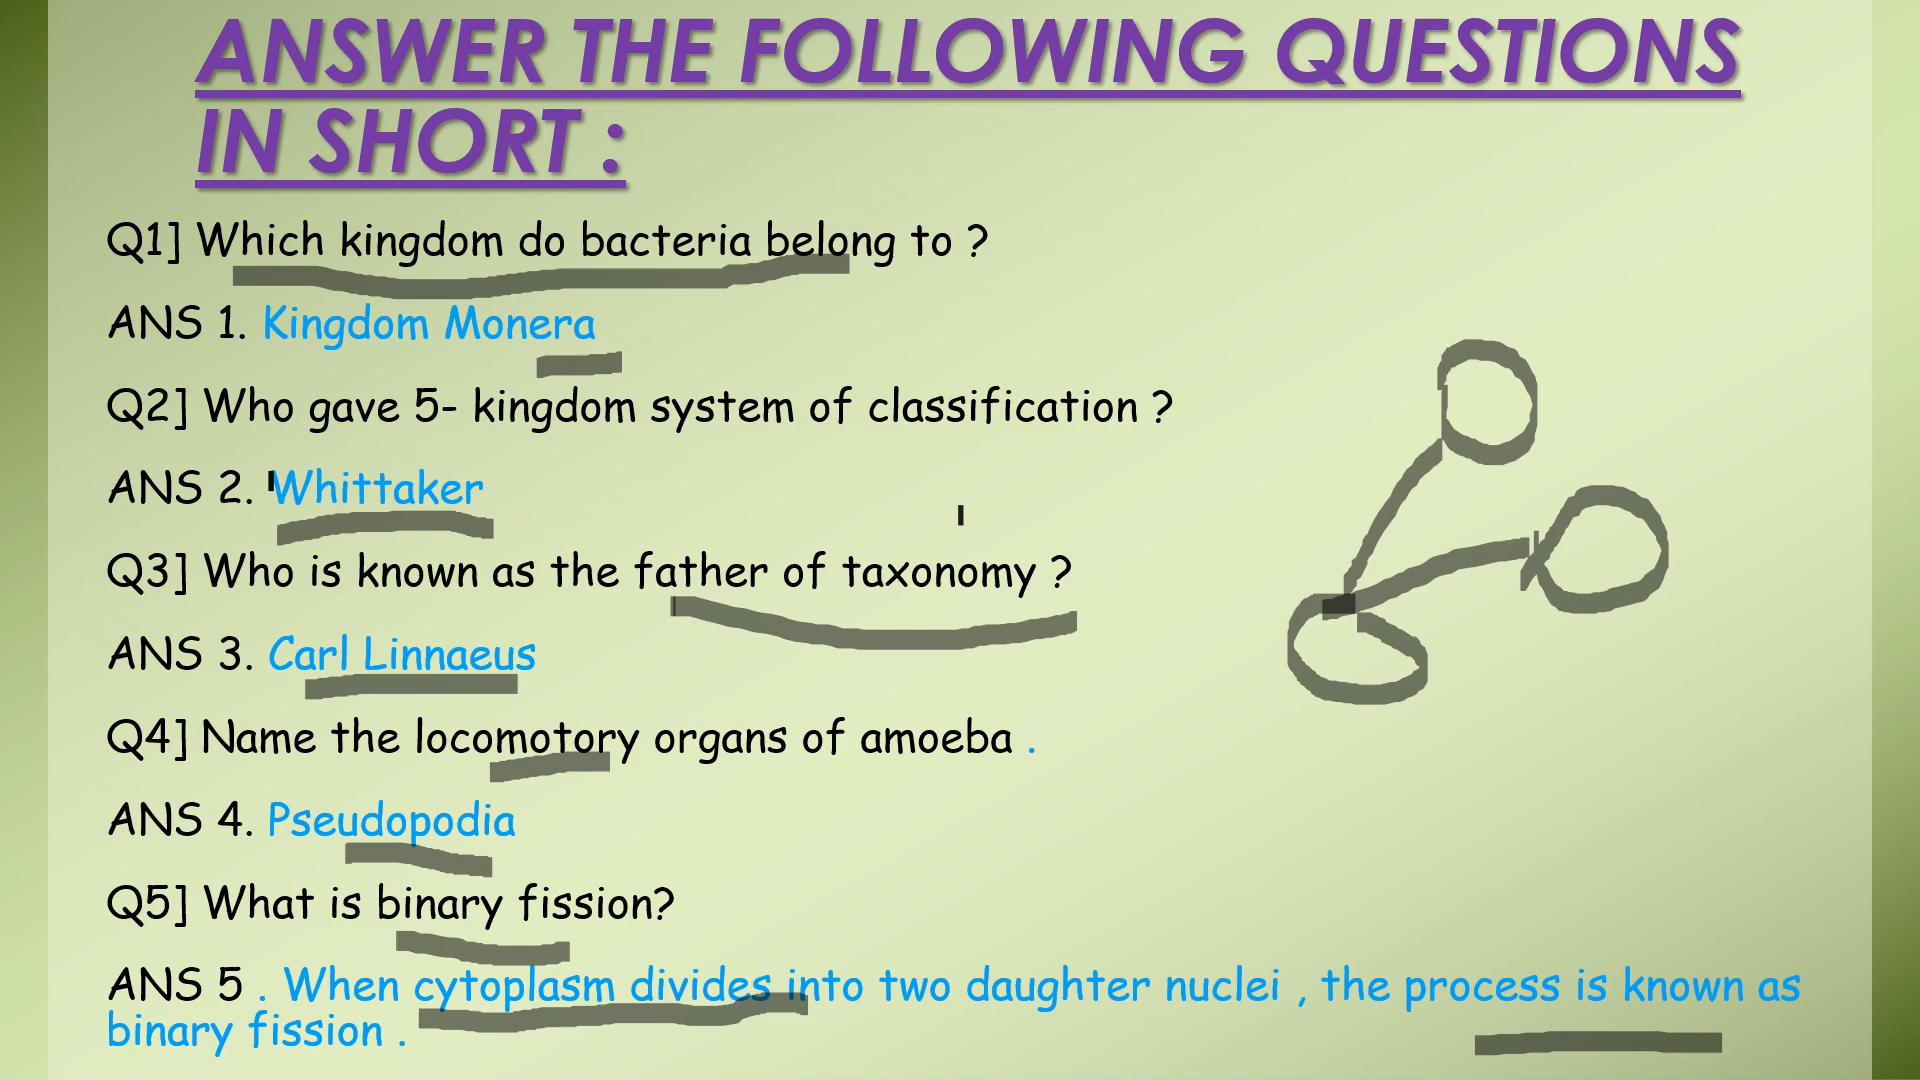 ANSWER THE FOLLOWING QUESTIONS
IN SHORT :
Q1] Which kingdom do bacteria belong to ?
ANS 1. Kingdom Monera
Q2] Who gave 5- kingdom system of classification ?
ANS 2. Whittaker
Q3] Who is known as the father of taxonomy ?
ANS 3. Carl Linnaeus
Q4] Name the locomotory organs of amoeba .
ANS 4. Pseudopodia
Q5] What is binary fission?
ANS 5 . When cytoplasm divides into two daughter nuclei , the process is known as
binary fission .